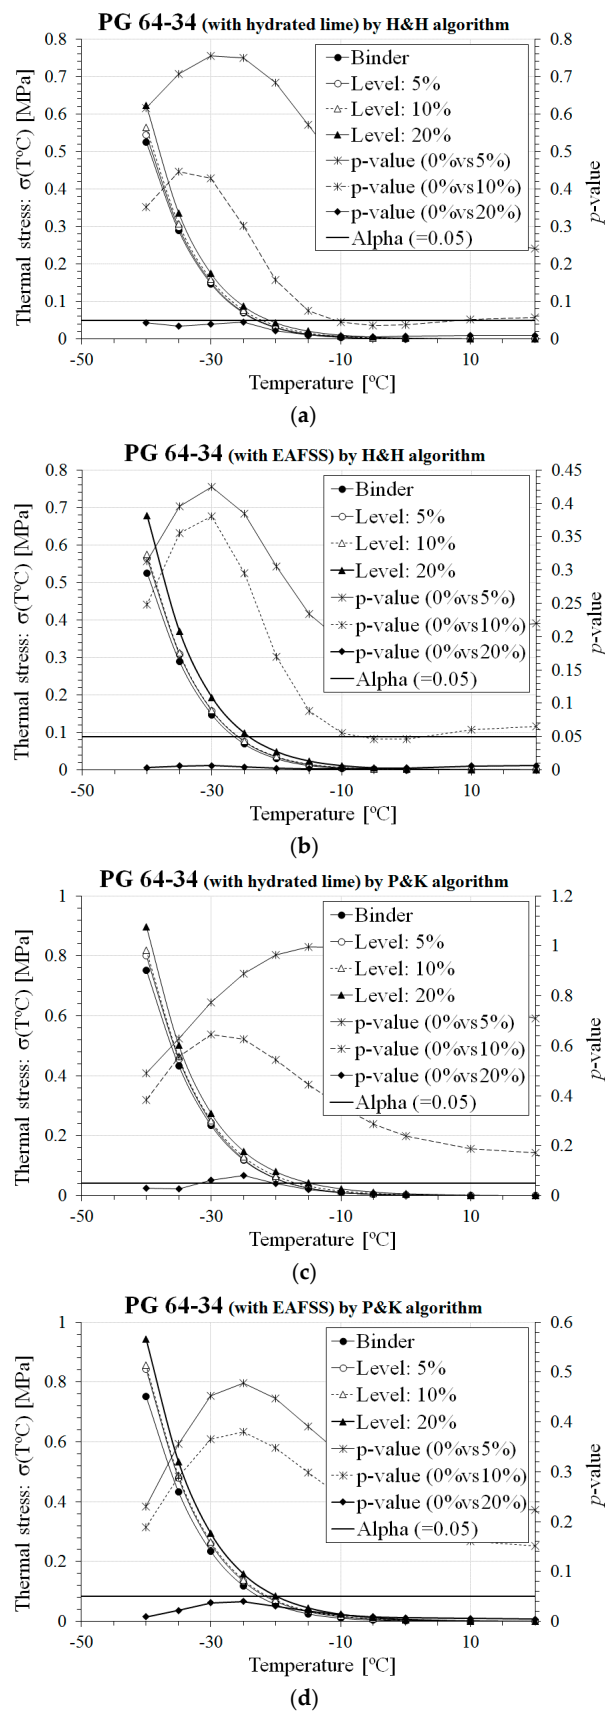 PG 64-34 (with hydrated lime) by H&H algorithm
Thermal stress: σ(TºC) [MPa]
0.8
0.7
0.6
0.5
0.4
0.3
0.2
0.1
0
Binder
Level: 5%
Level: 10%
Level: 20%
p-value (0%vs5%)
p-value (0%vs10%)
p-value (0%vs20%)
Alpha (=0.05)
0.8
0.7
0.6
0.5
0.4
0.3
0.2
0.1
0
p-value
-50
-30
-10
10
Temperature [ºC]
(a)
PG 64-34 (with EAFSS) by H&H algorithm
Thermal stress: σ(TºC) [MPa]
0.8
0.7
0.6
0.5
0.4
0.3
0.2
0.1
0
Binder
Level: 5%
Level: 10%
Level: 20%
p-value (0%vs5%)
p-value (0%vs10%)
p-value (0%vs20%)
Alpha (=0.05)
0.45
0.4
0.35
0.3
0.25
0.2
0.15
0.1
0.05
0
p-value
-50
-30
-10
10
Temperature [ºC]
(b)
PG 64-34 (with hydrated lime) by P&K algorithm
Thermal stress: σ(TºC) [MPa]
1
0.8
0.6
0.4
0.2
0
Binder
Level: 5%
Level: 10%
Level: 20%
p-value (0%vs5%)
p-value (0%vs10%)
p-value (0%vs20%)
Alpha (=0.05)
1.2
1
0.8
0.6
0.4
0.2
0
p-value
-50
-30
-10
10
Temperature [ºC]
(c)
PG 64-34 (with EAFSS) by P&K algorithm
Thermal stress: σ(TºC) [MPa]
1
0.8
0.6
0.4
0.2
0
Binder
Level: 5%
Level: 10%
Level: 20%
p-value (0%vs5%)
p-value (0%vs10%)
p-value (0%vs20%)
Alpha (=0.05)
0.6
0.5
0.4
0.3
0.2
0.1
0
p-value
-50
-30
-10
10
Temperature [ºC]
(d)